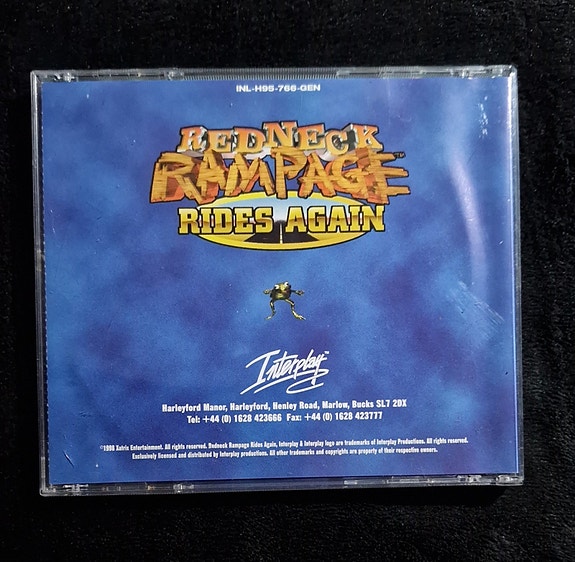 INL-H95-766-GEN
REDNECK
RAMPAGE™
RIDES AGAIN
Interplay™
Harleyford Manor, Harleyford, Henley Road, Marlow, Bucks SL7 2DX
Tel: +44 (0) 1628 423666 Fax: +44 (0) 1628 423777
©1998 Xatrix Entertainment. All rights reserved. Redneck Rampage Rides Again, Interplay & Interplay logo are trademarks of Interplay Productions. All rights reserved.
Exclusively licensed and distributed by Interplay productions. All other trademarks and copyrights are property of their respective owners.